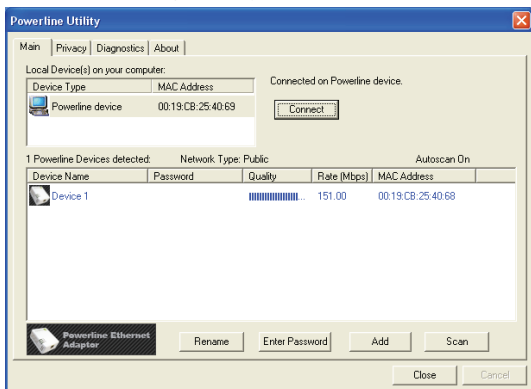 Powerline Utility
Main Privacy Diagnostics About
Local Device(s) on your computer:
Device Type MAC Address
Powerline device 00:19:CB:25:40:69
Connected on Powerline device.
Connect
1 Powerline Devices detected: Network Type: Public Autoscan On
Device Name Password Quality Rate (Mbps) MAC Address
Device 1 ... 151.00 00:19:CB:25:40:68
Powerline Ethernet
Adaptor
Rename Enter Password Add Scan
Close Cancel